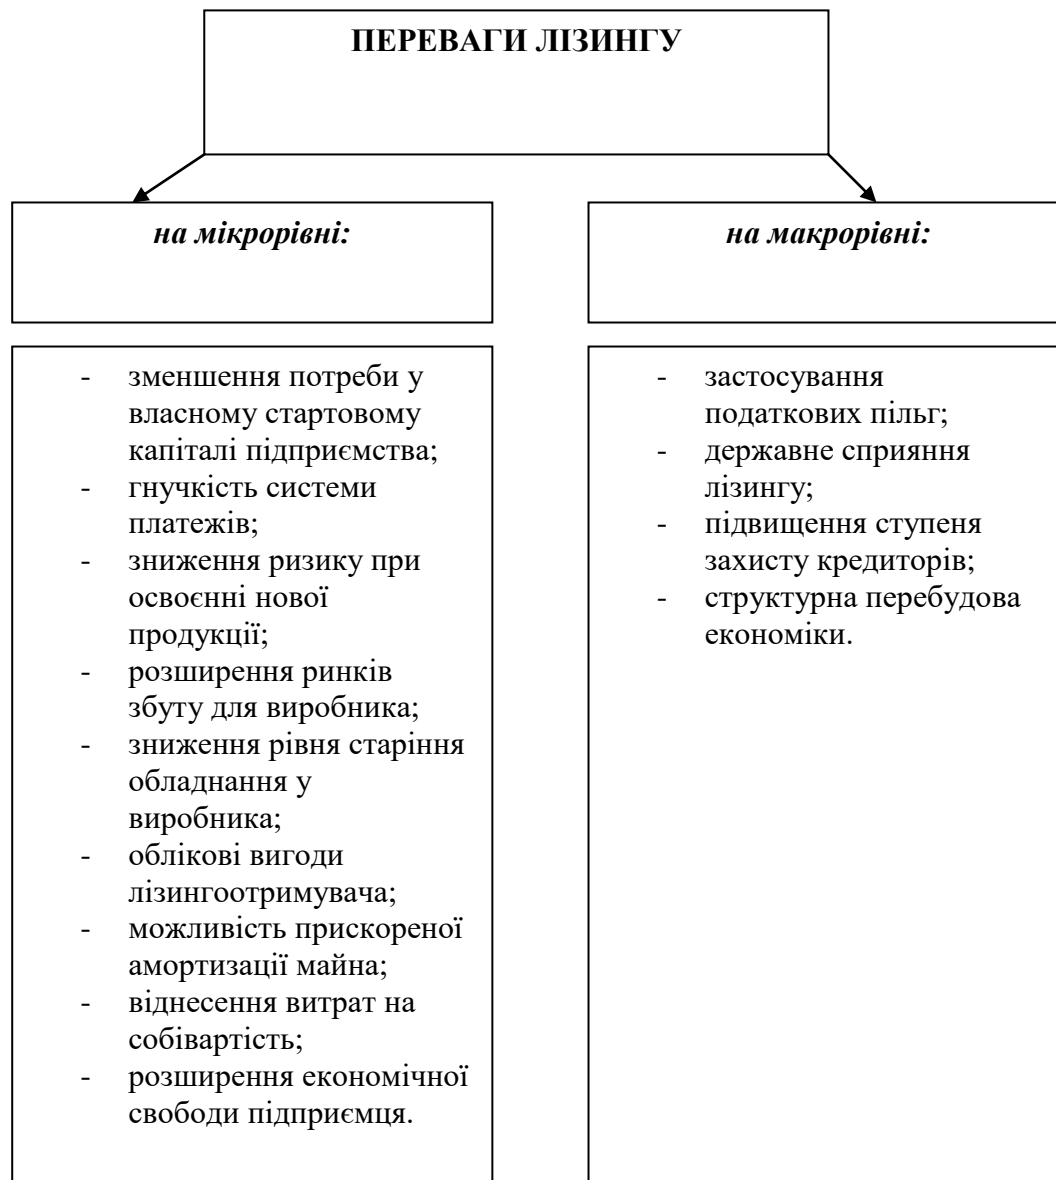 ПЕРЕВАГИ ЛІЗИНГУ
на мікрорівні:
- зменшення потреби у
власному стартовому
капіталі підприємства;
- гнучкість системи
платежів;
- зниження ризику при
освоєнні нової
продукції;
- розширення ринків
збуту для виробника;
- зниження рівня старіння
обладнання у
виробника;
- облікові вигоди
лізингоотримувача;
- можливість прискореної
амортизації майна;
- віднесення витрат на
собівартість;
- розширення економічної
свободи підприємця.
на макрорівні:
- застосування
податкових пільг;
- державне сприяння
лізингу;
- підвищення ступеня
захисту кредиторів;
- структурна перебудова
економіки.